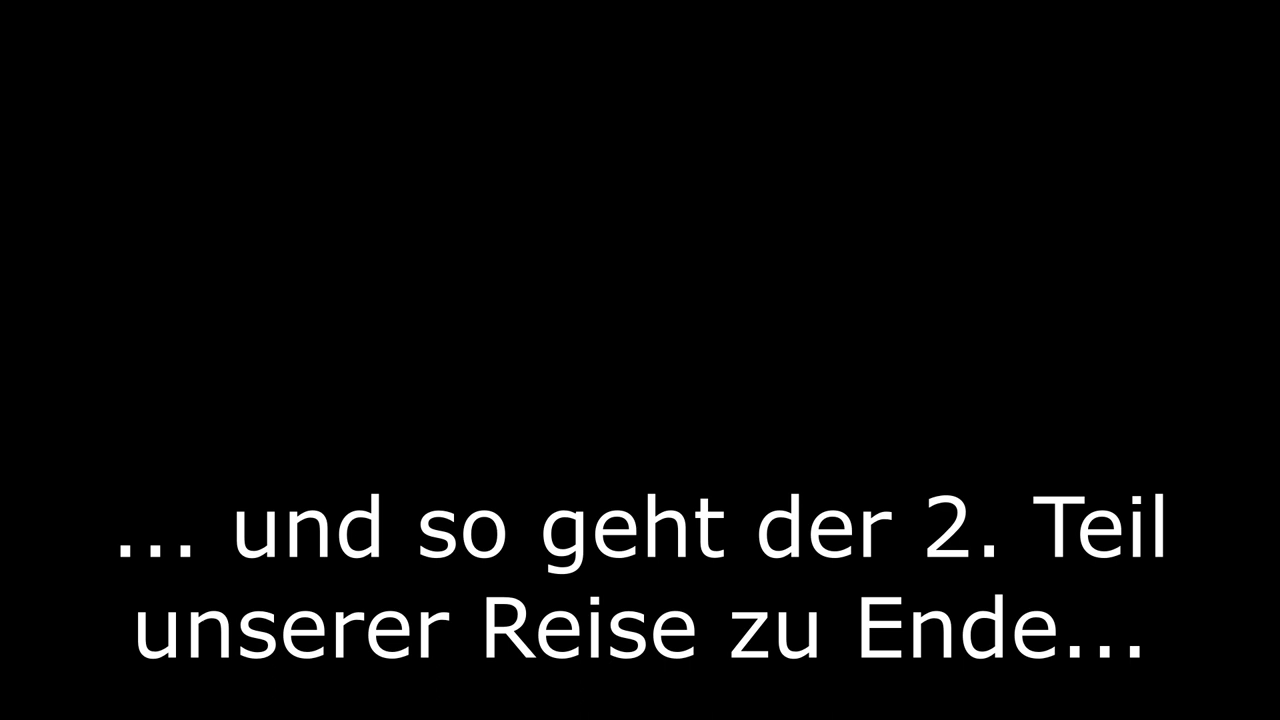 ... und so geht der 2. Teil
unserer Reise zu Ende...